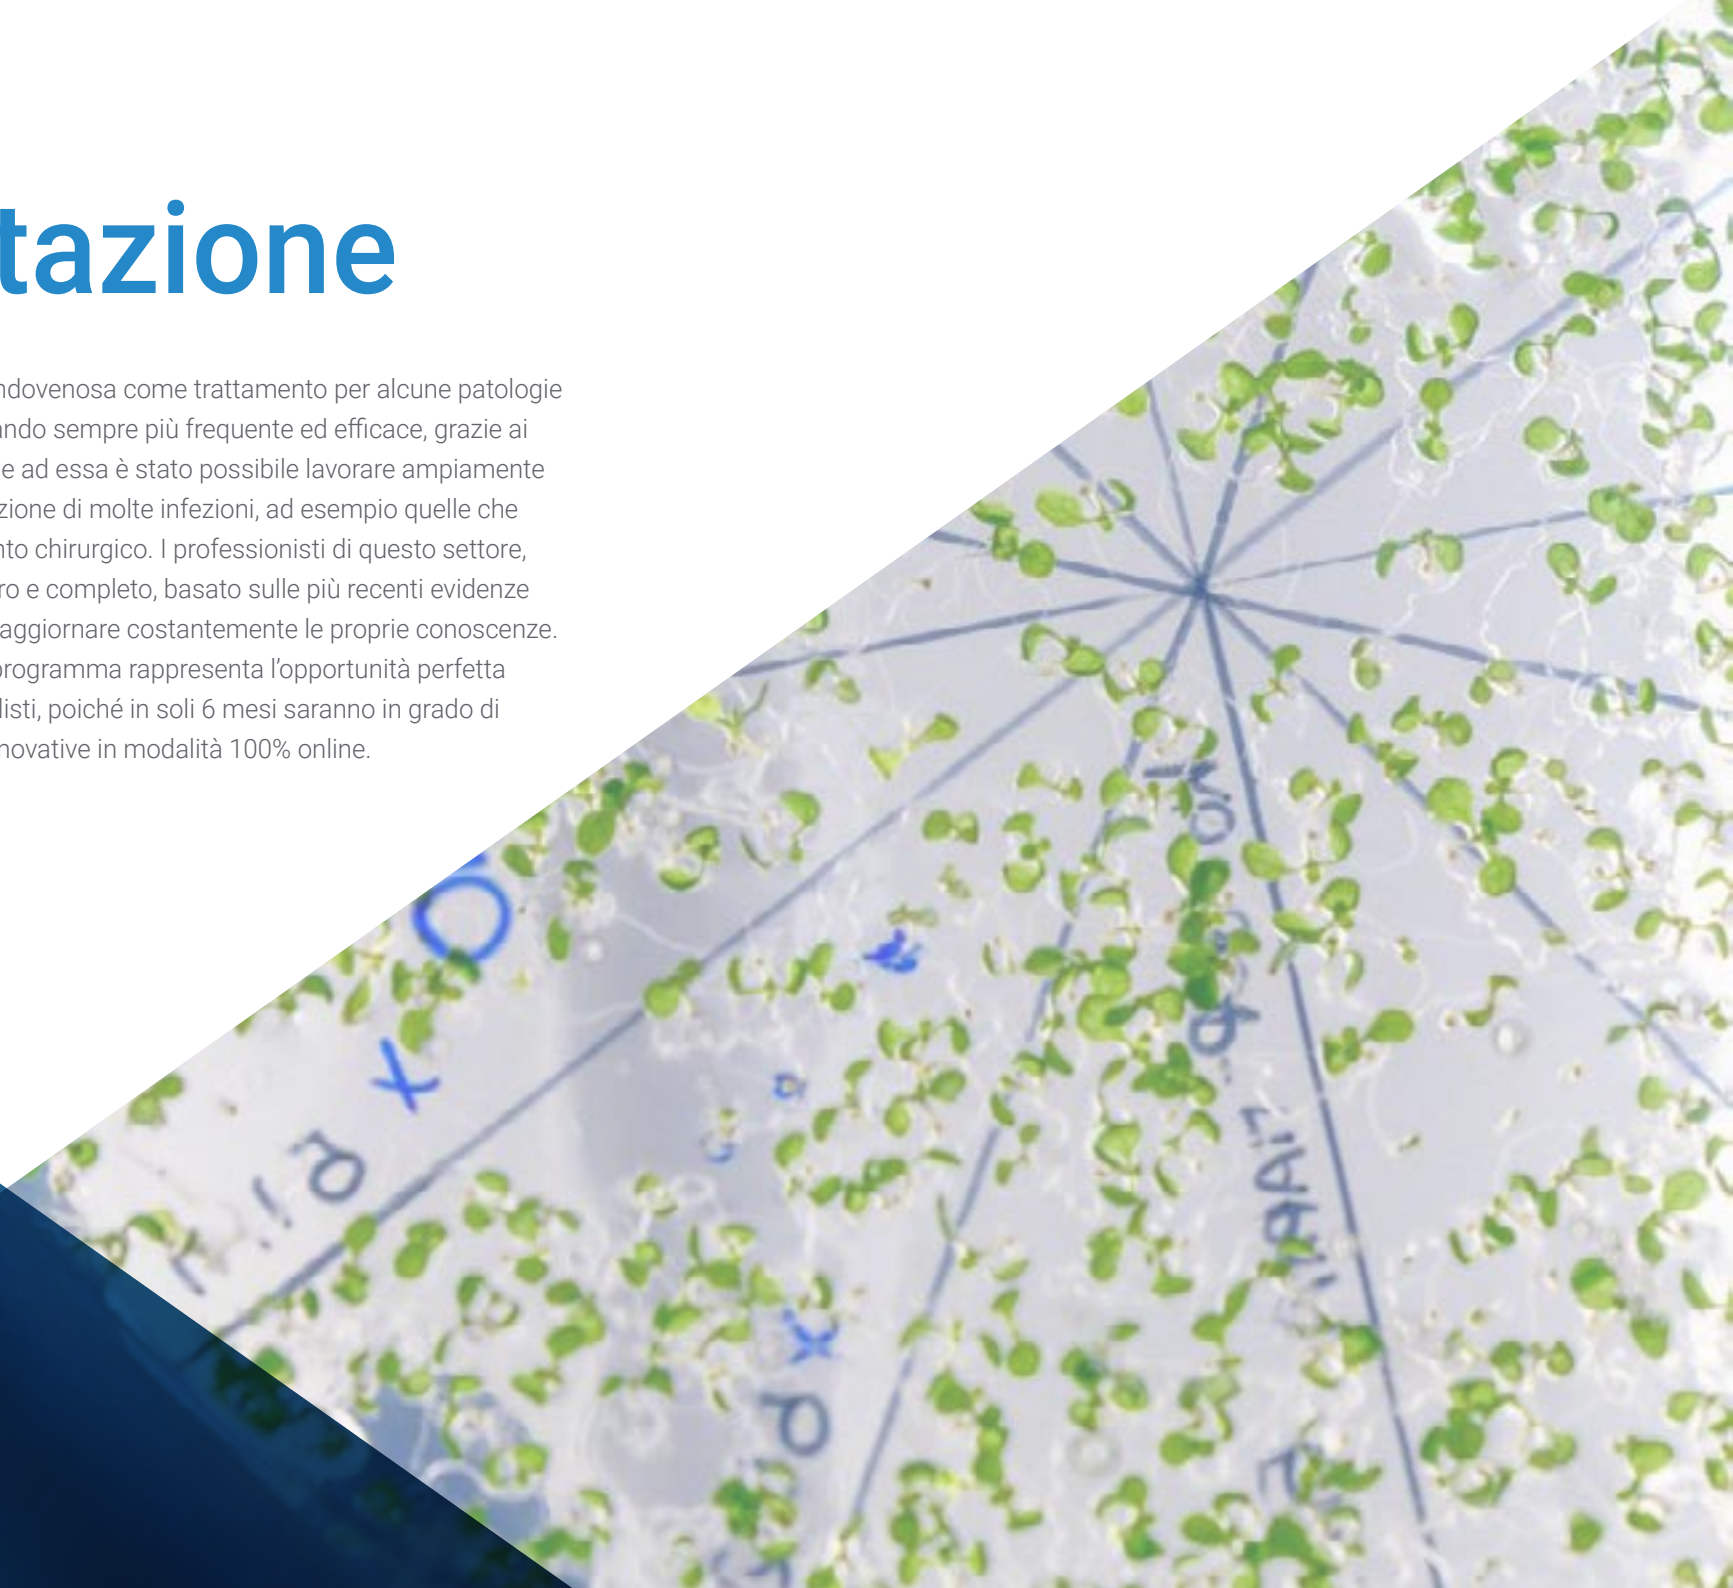 tazione
ndovenosa come trattamento per alcune patologie
ando sempre più frequente ed efficace, grazie ai
e ad essa è stato possibile lavorare ampiamente
zione di molte infezioni, ad esempio quelle che
nto chirurgico. I professionisti di questo settore,
ro e completo, basato sulle più recenti evidenze
aggiornare costantemente le proprie conoscenze.
programma rappresenta l’opportunità perfetta
listi, poiché in soli 6 mesi saranno in grado di
novative in modalità 100% online.